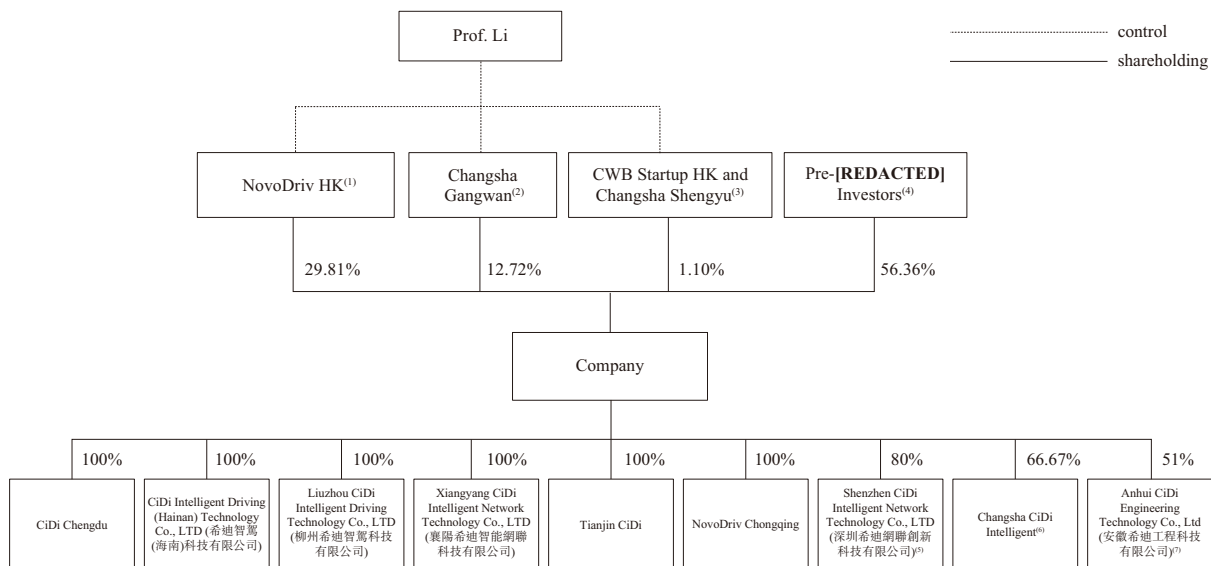 Prof. Li
control
shareholding
NovoDriv HK(1)
Changsha
Gangwan(2)
CWB Startup HK and
Changsha Shengyu(3)
Pre-[REDACTED]
Investors(4)
29.81%
12.72%
1.10%
56.36%
Company
100%
100%
100%
100%
100%
100%
80%
66.67%
51%
CiDi Chengdu
CiDi Intelligent Driving
(Hainan) Technology
Co., LTD (希迪智駕
(海南)科技有限公司)
Liuzhou CiDi
Intelligent Driving
Technology Co., LTD
(柳州希迪智駕科技
有限公司)
Xiangyang CiDi
Intelligent Network
Technology Co., LTD
(襄陽希迪智能網聯
科技有限公司)
Tianjin CiDi
NovoDriv Chongqing
Shenzhen CiDi
Intelligent Network
Technology Co., LTD
(深圳希迪網聯創新
科技有限公司)(5)
Changsha CiDi
Intelligent(6)
Anhui CiDi
Engineering
Technology Co., Ltd
(安徽希迪工程科技
有限公司)(7)